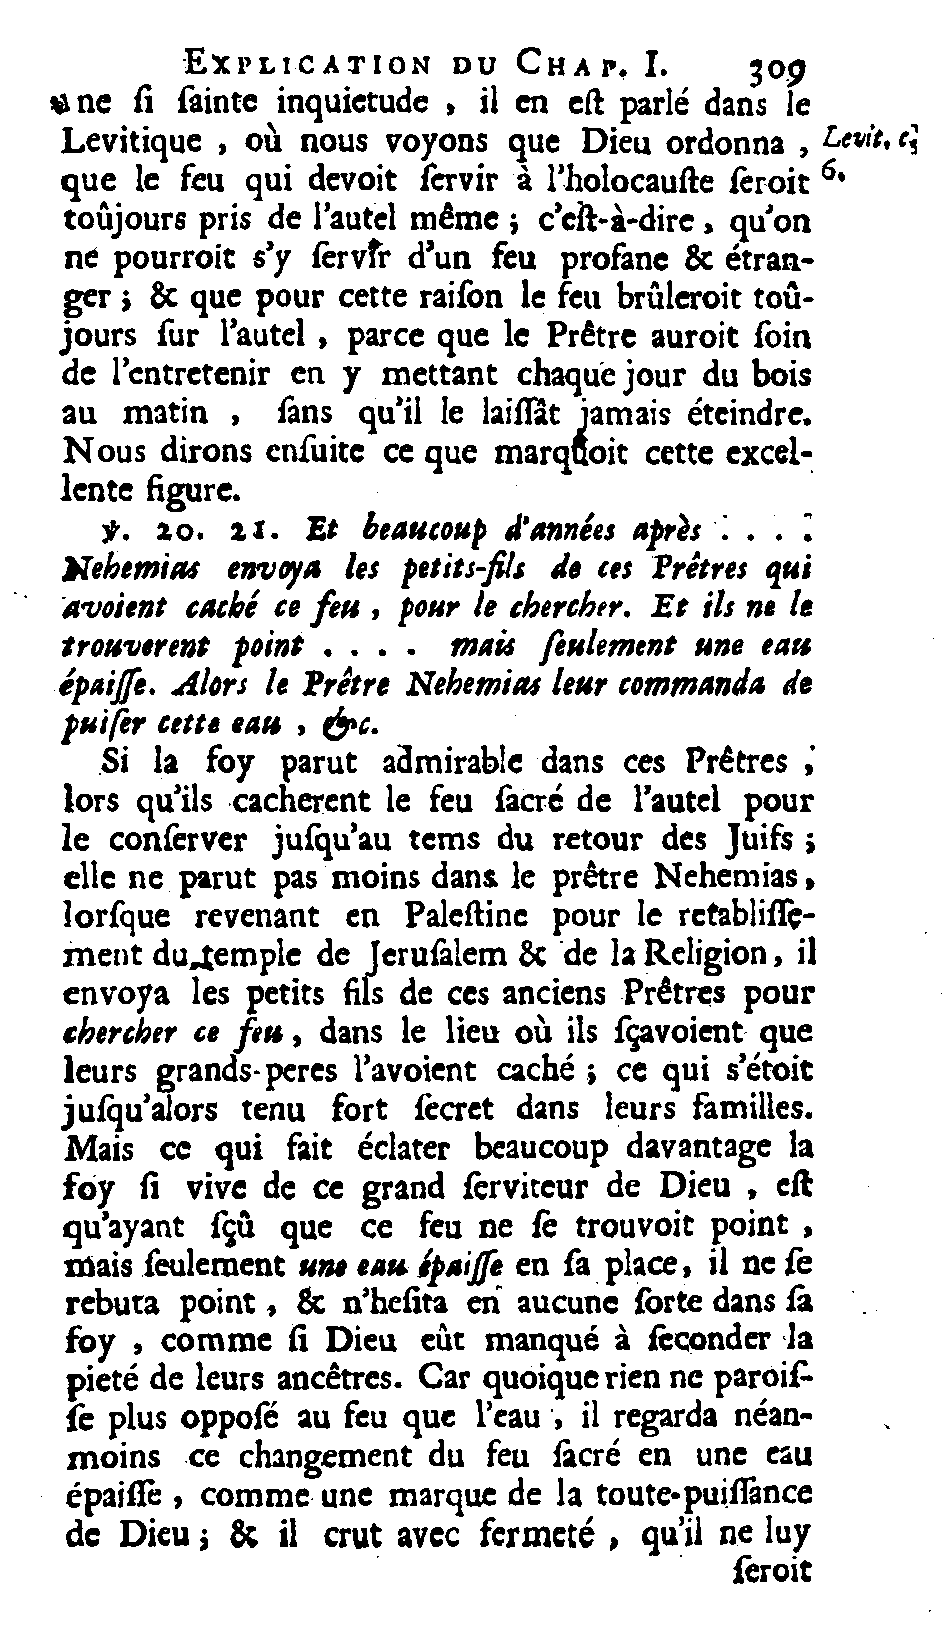 EXPLICATION DU CHAP. I. 309
une ſi ſainte inquietude , il en eſt parlé dans le
Levitique , où nous voyons que Dieu ordonna , Levit. c.
que le feu qui devoit ſervir à l'holocauſte ſeroit 6.
toûjours pris de l'autel même ; c'eſt-à-dire , qu'on
ne pourroit s'y ſervir d'un feu profane & étran-
ger ; & que pour cette raiſon le feu brûleroit toû-
jours ſur l'autel , parce que le Prêtre auroit ſoin
de l'entretenir en y mettant chaque jour du bois
au matin , ſans qu'il le laiſſât jamais éteindre.
Nous dirons enſuite ce que marquoit cette excel-
lente figure.
ꝟ. 20. 21. Et beaucoup d'années après . . . .
Nehemias envoya les petits-fils de ces Prêtres qui
avoient caché ce feu , pour le chercher. Et ils ne le
trouverent point . . . . mais ſeulement une eau
épaiſſe. Alors le Prêtre Nehemias leur commanda de
puiſer cette eau , &c.
Si la foy parut admirable dans ces Prêtres ,
lors qu'ils cacherent le feu ſacré de l'autel pour
le conſerver juſqu'au tems du retour des Juifs ;
elle ne parut pas moins dans le prêtre Nehemias,
lorſque revenant en Paleſtine pour le retabliſſe-
ment du temple de Jeruſalem & de la Religion, il
envoya les petits fils de ces anciens Prêtres pour
chercher ce feu, dans le lieu où ils ſçavoient que
leurs grands-peres l'avoient caché ; ce qui s'étoit
juſqu'alors tenu fort ſecret dans leurs familles.
Mais ce qui fait éclater beaucoup davantage la
foy ſi vive de ce grand ſerviteur de Dieu , eſt
qu'ayant ſçû que ce feu ne ſe trouvoit point ,
mais ſeulement une eau épaiſſe en ſa place, il ne ſe
rebuta point , & n'heſita en aucune ſorte dans ſa
foy , comme ſi Dieu eût manqué à ſeconder la
pieté de leurs ancêtres. Car quoique rien ne paroiſ-
ſe plus oppoſé au feu que l'eau , il regarda néan-
moins ce changement du feu ſacré en une eau
épaiſſe , comme une marque de la toute-puiſſance
de Dieu ; & il crut avec fermeté , qu'il ne luy
ſeroit